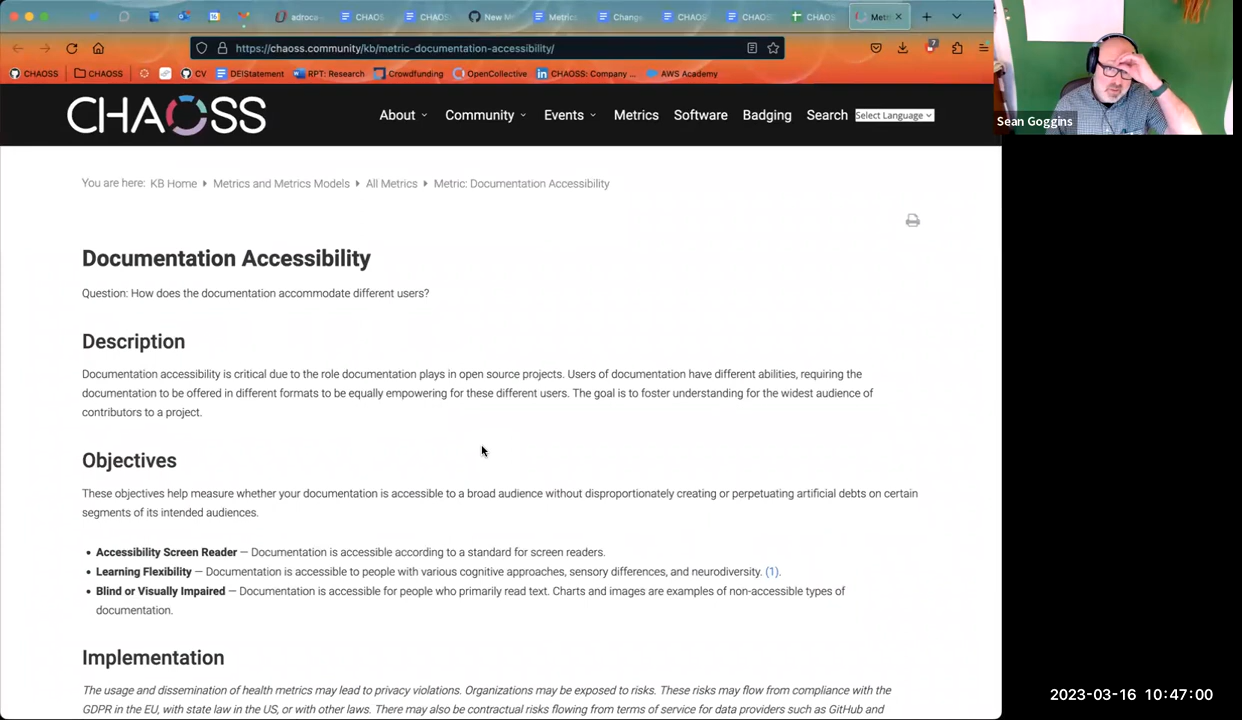 adroca
CHAOS
CHAOS
New M
Metrics
Change
CHAOS
CHAOS
CHAOS
Metr
https://chaoss.community/kb/metric-documentation-accessibility/
7
CHAOSS
CHAOSS
CV
DEIStatement
RPT: Research
Crowdfunding
OpenCollective
CHAOSS: Company ...
AWS Academy
Sean Goggins
CHAOSS
About
Community
Events
Metrics
Software
Badging
Search
Select Language
You are here: KB Home Metrics and Metrics Models All Metrics Metric: Documentation Accessibility
Documentation Accessibility
Question: How does the documentation accommodate different users?
Description
Documentation accessibility is critical due to the role documentation plays in open source projects. Users of documentation have different abilities, requiring the
documentation to be offered in different formats to be equally empowering for these different users. The goal is to foster understanding for the widest audience of
contributors to a project.
Objectives
These objectives help measure whether your documentation is accessible to a broad audience without disproportionately creating or perpetuating artificial debts on certain
segments of its intended audiences.
• Accessibility Screen Reader — Documentation is accessible according to a standard for screen readers.
• Learning Flexibility — Documentation is accessible to people with various cognitive approaches, sensory differences, and neurodiversity. (1).
• Blind or Visually Impaired — Documentation is accessible for people who primarily read text. Charts and images are examples of non-accessible types of
documentation.
Implementation
The usage and dissemination of health metrics may lead to privacy violations. Organizations may be exposed to risks. These risks may flow from compliance with the
GDPR in the EU, with state law in the US, or with other laws. There may also be contractual risks flowing from terms of service for data providers such as GitHub and
2023-03-16 10:47:00